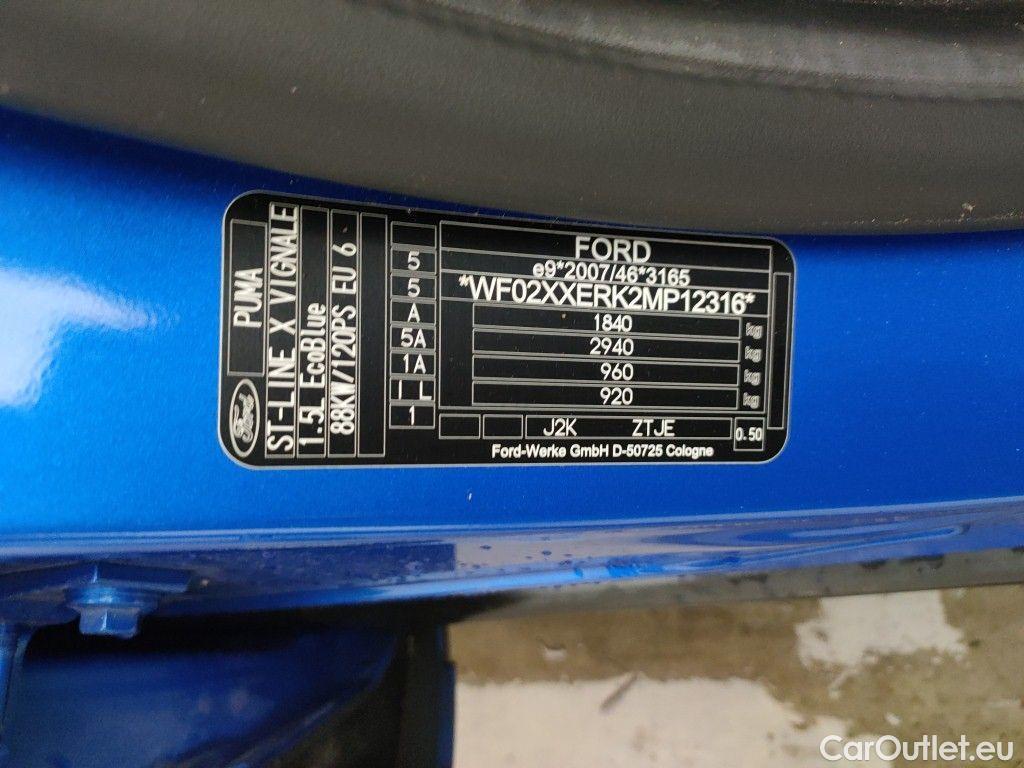 FORD
e9*2007/46*3165
*WF02XXERK2MP12316*
1840 kg
2940 kg
960 kg
920 kg
J2K ZTJE 0.50
Ford-Werke GmbH D-50725 Cologne
5
5
A
5A
1A
I L
1
PUMA
ST-LINE X VIGNALE
1.5L EcoBlue
88KW/120PS EU 6
Ford
CarOutlet.eu